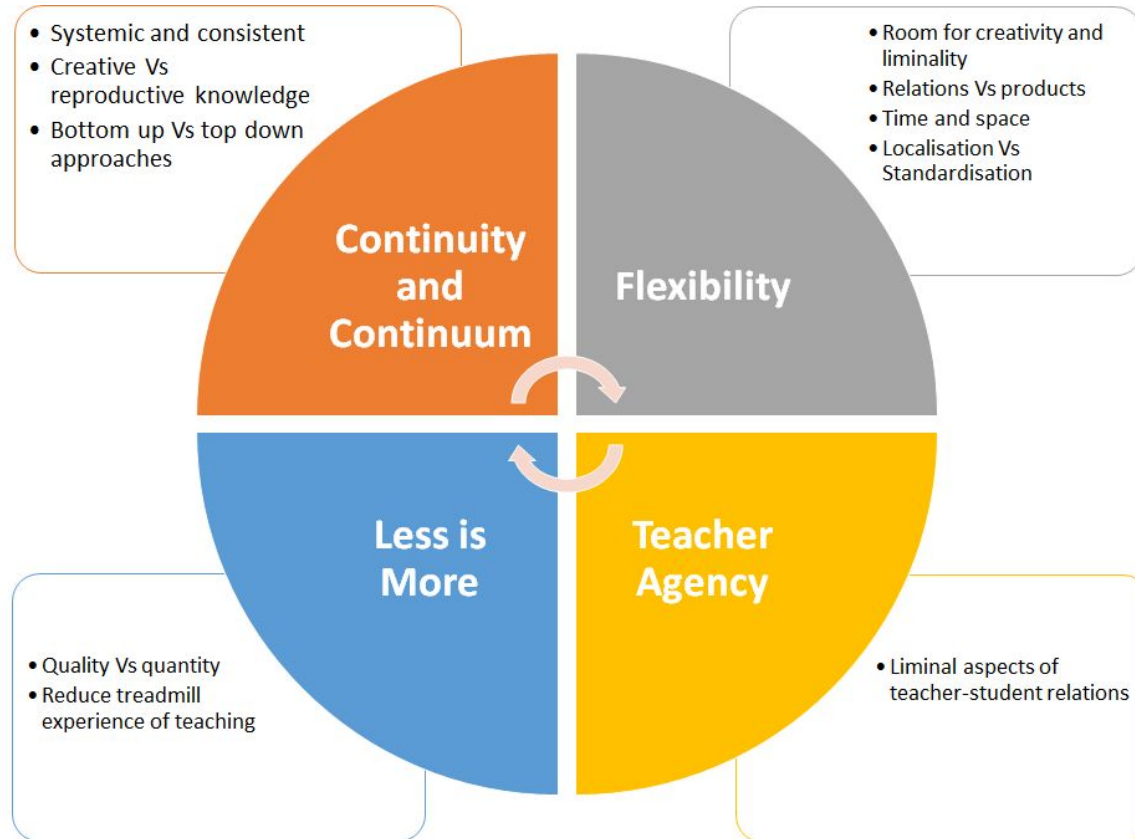 • Systemic and consistent
• Creative Vs
reproductive knowledge
• Bottom up Vs top down
approaches
• Room for creativity and
liminality
• Relations Vs products
• Time and space
• Localisation Vs
Standardisation
Continuity
and
Continuum
Flexibility
Less is
More
Teacher
Agency
• Quality Vs quantity
• Reduce treadmill
experience of teaching
• Liminal aspects of
teacher-student relations